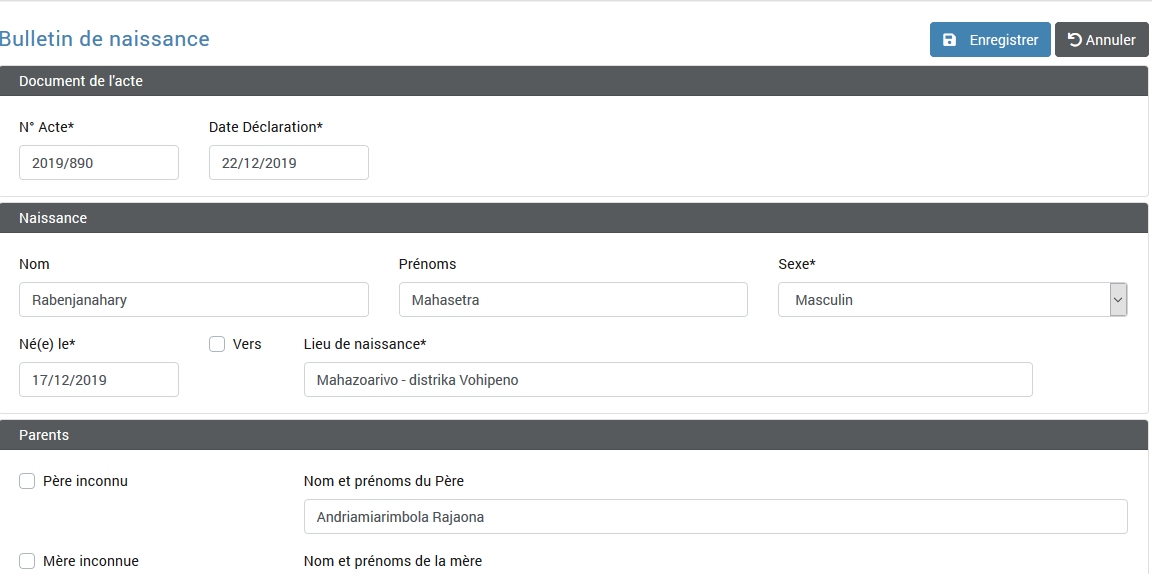 Bulletin de naissance
Enregistrer Annuler
Document de l'acte
N° Acte* Date Déclaration*
2019/890 22/12/2019
Naissance
Nom Prénoms Sexe*
Rabenjanahary Mahasetra Masculin
Né(e) le* Vers Lieu de naissance*
17/12/2019 Mahazoarivo - distrika Vohipeno
Parents
Père inconnu Nom et prénoms du Père
Andriamiarimbola Rajaona
Mère inconnue Nom et prénoms de la mère